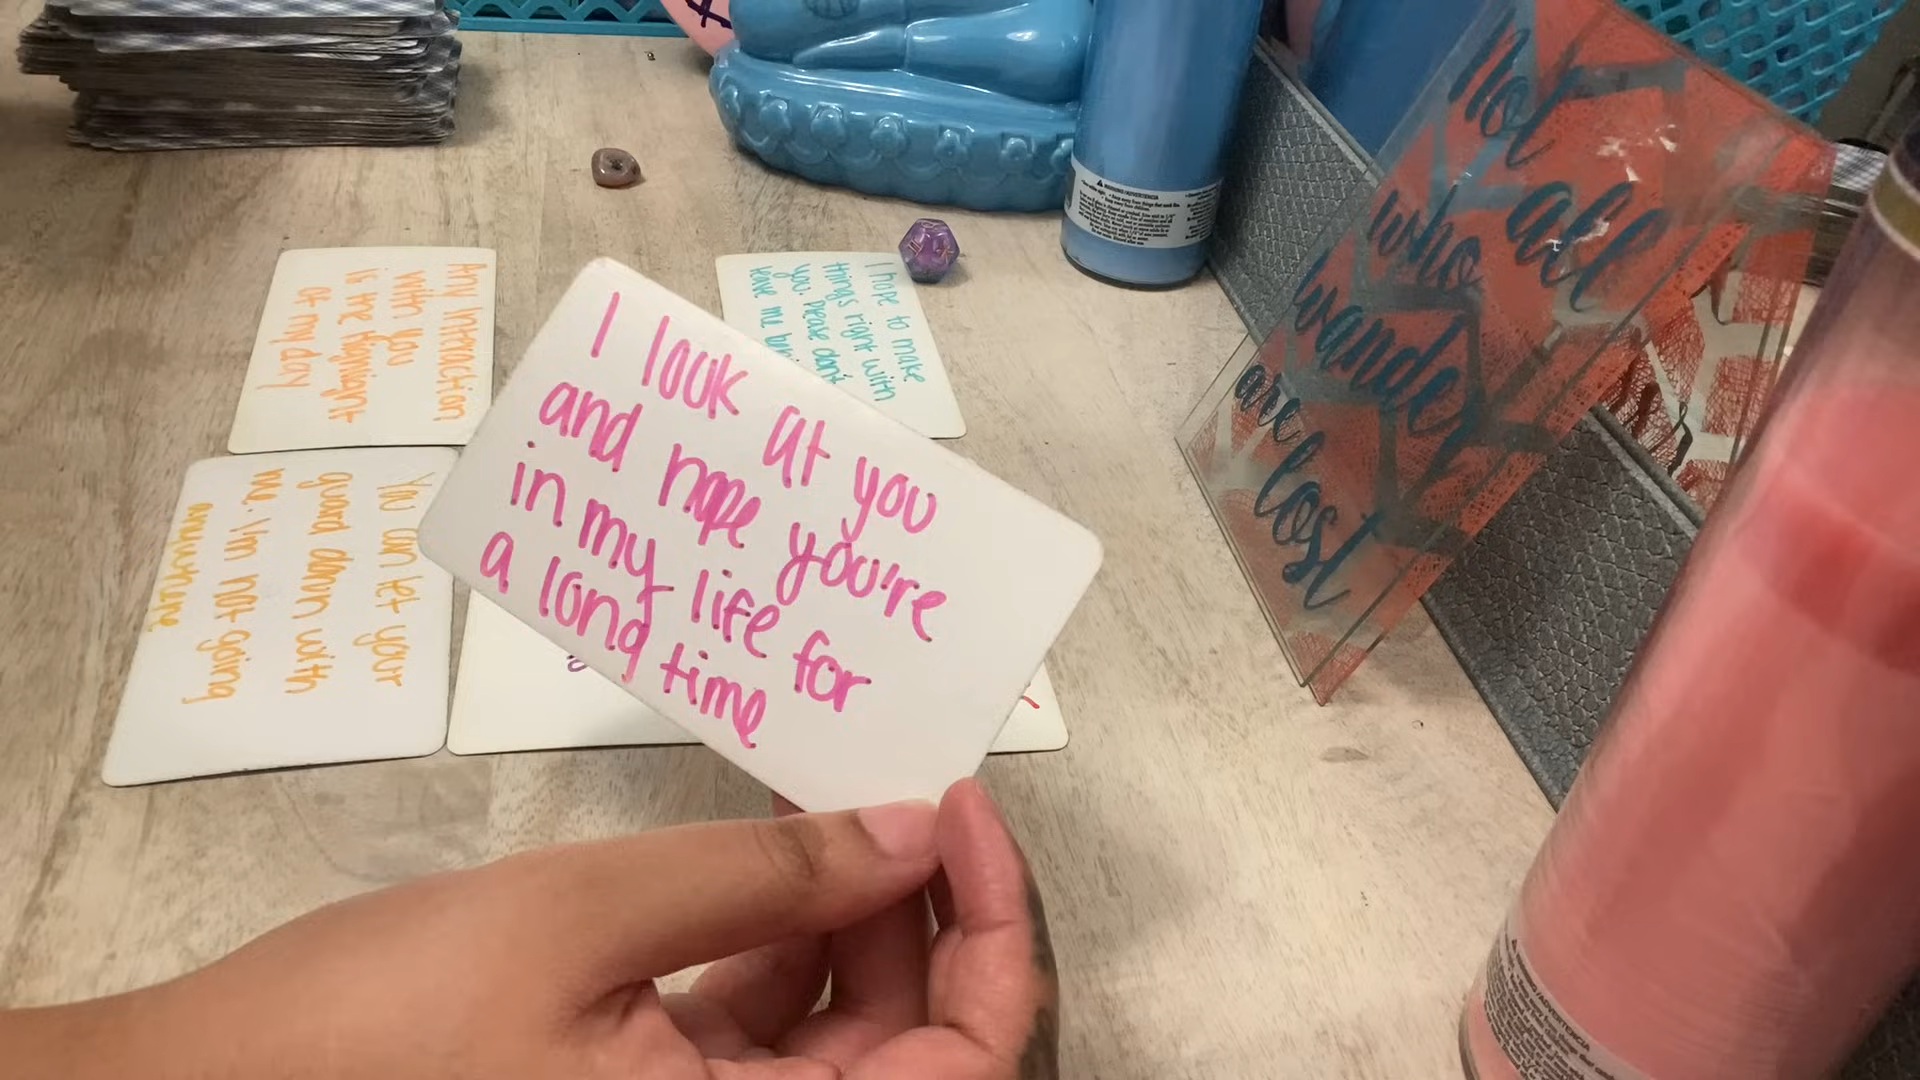 I look at you
and hope you're
in my life for
a long time
Any interaction
with you
is the highlight
of my day
I hope to make
things right with
you. Please don't
You can let your
guard down with
me. I'm not going
anywhere.
not all
who
wander
are lost
WARNING/ADVERTENCIA